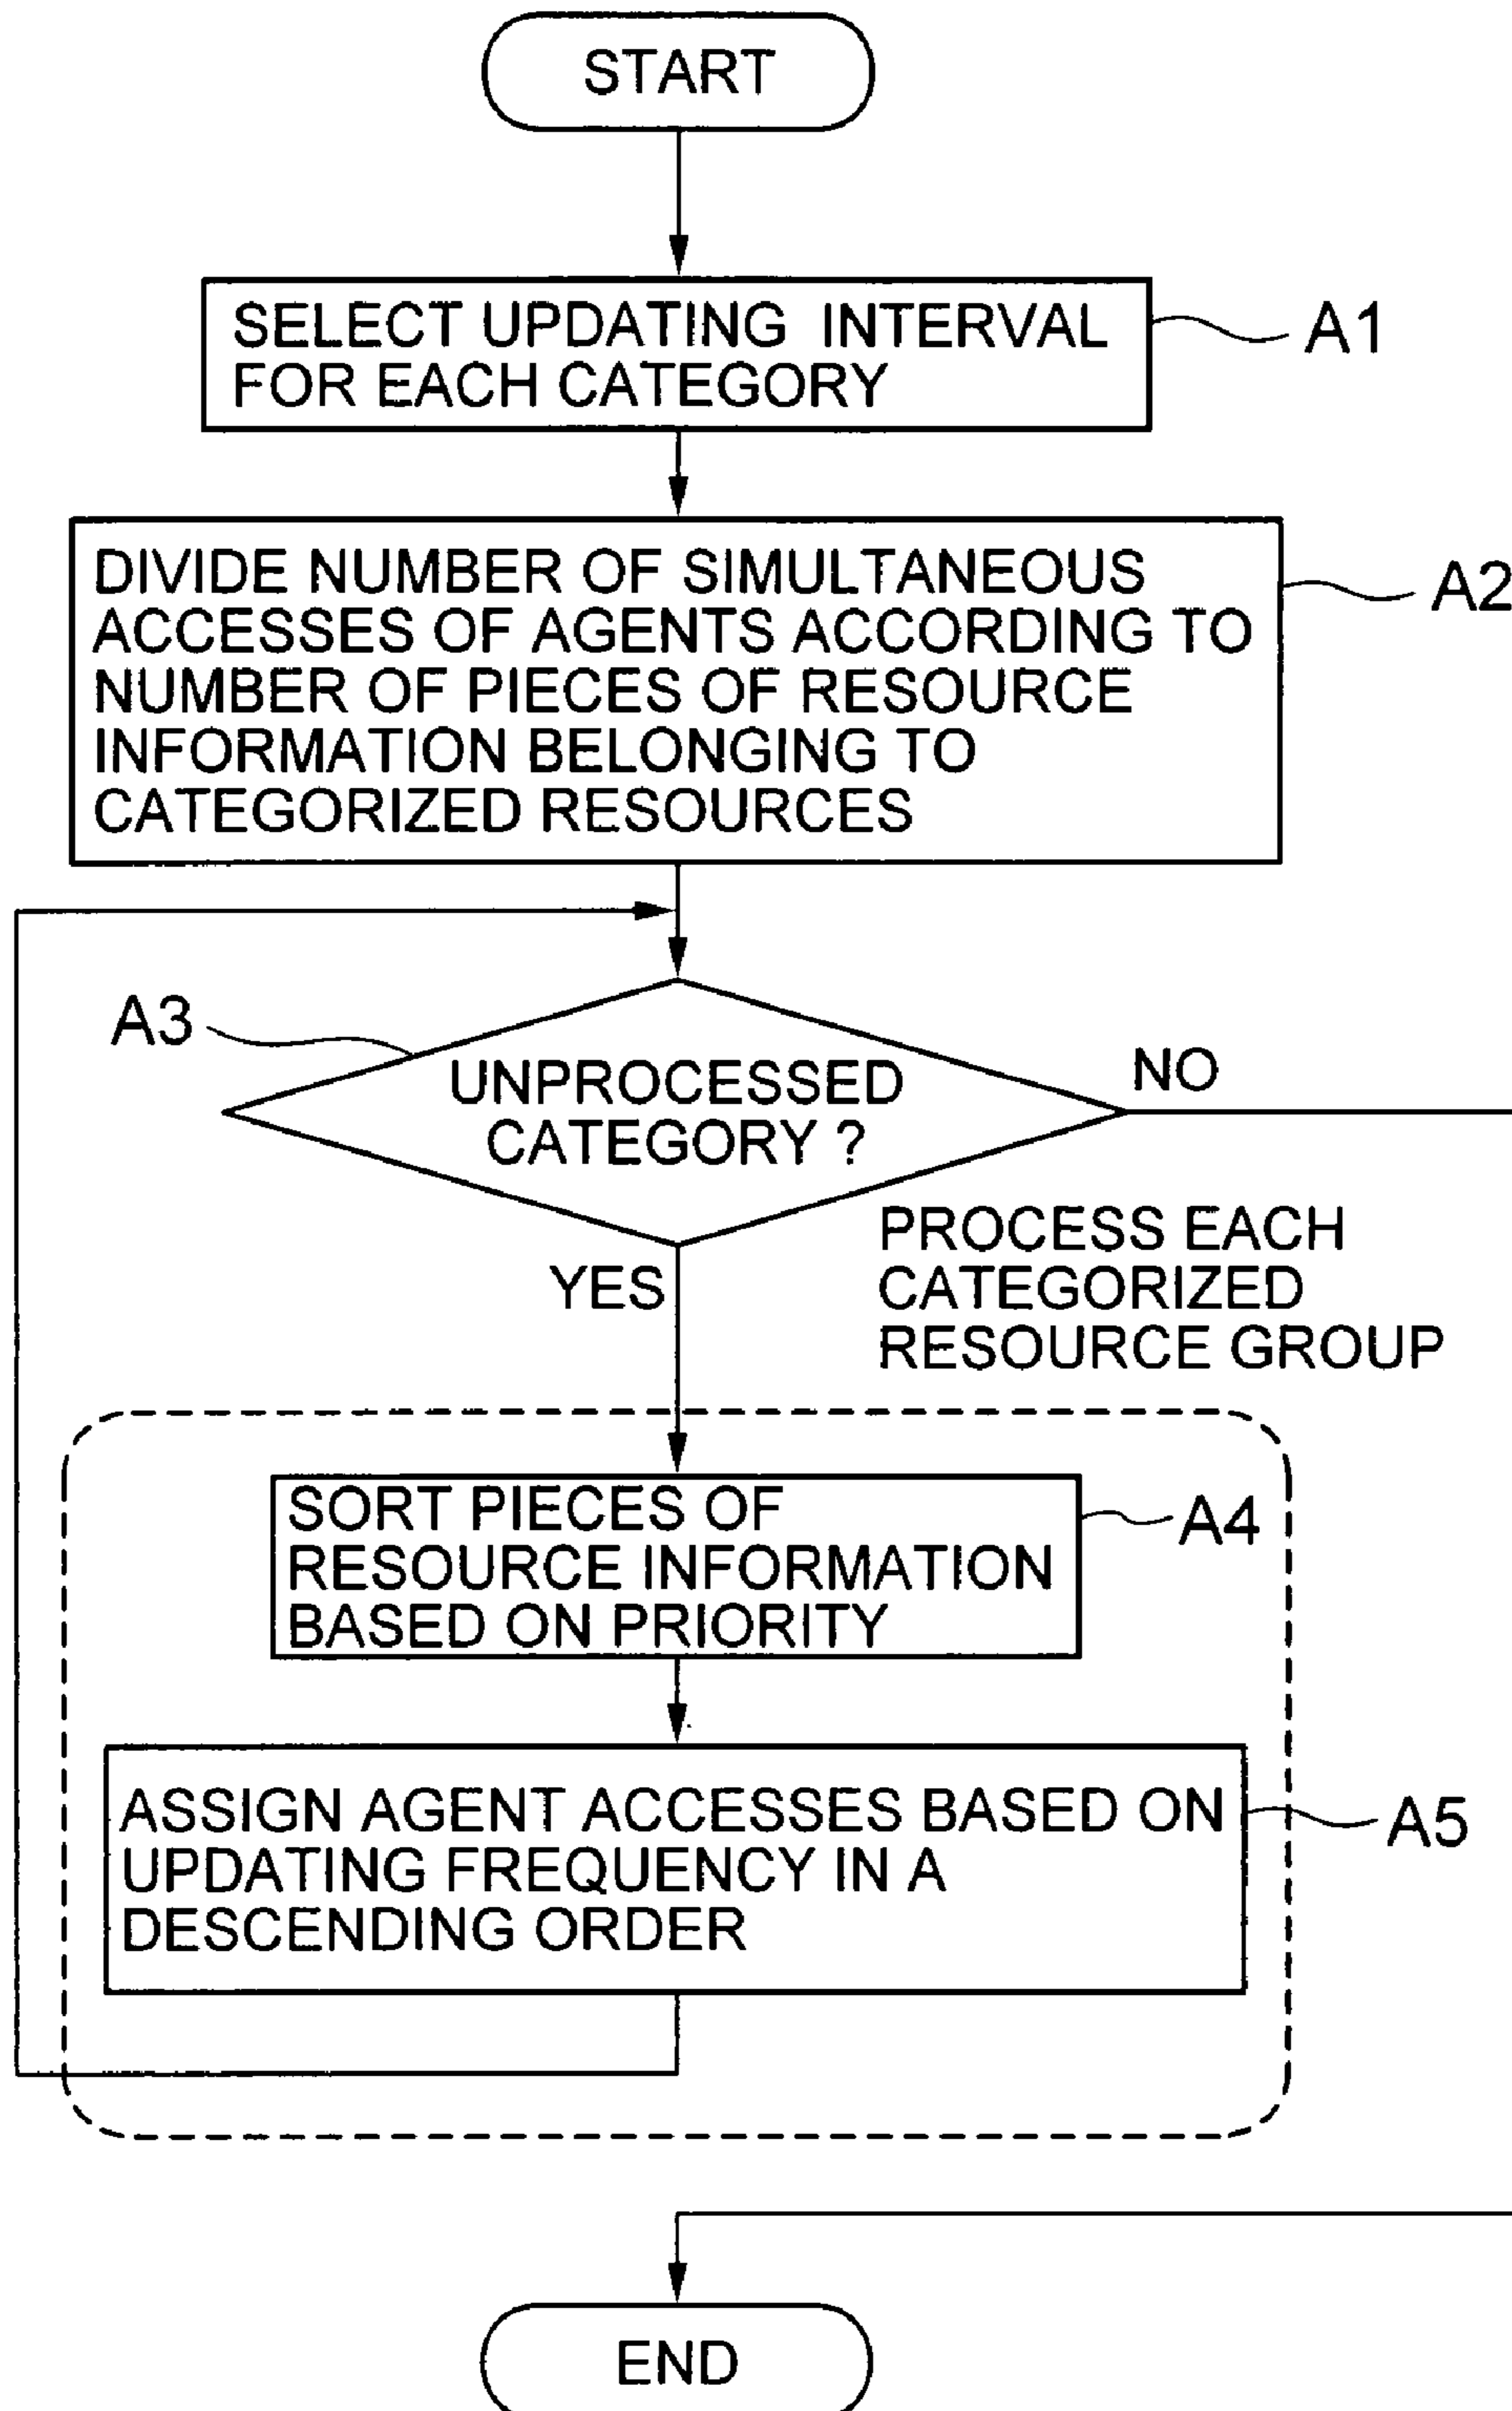 START
SELECT UPDATING INTERVAL
FOR EACH CATEGORY
A1
DIVIDE NUMBER OF SIMULTANEOUS
ACCESSES OF AGENTS ACCORDING TO
NUMBER OF PIECES OF RESOURCE
INFORMATION BELONGING TO
CATEGORIZED RESOURCES
A2
A3
UNPROCESSED
CATEGORY ?
NO
YES
PROCESS EACH
CATEGORIZED
RESOURCE GROUP
SORT PIECES OF
RESOURCE INFORMATION
BASED ON PRIORITY
A4
ASSIGN AGENT ACCESSES BASED ON
UPDATING FREQUENCY IN A
DESCENDING ORDER
A5
END